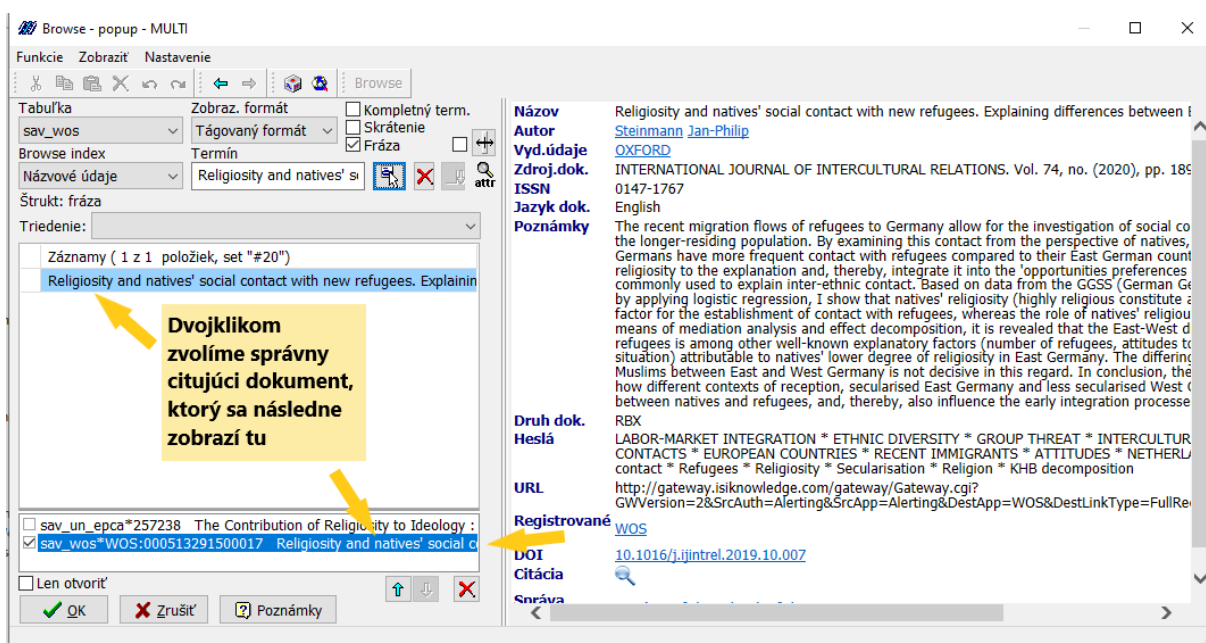 Browse - popup - MULTI
Funkcie Zobraziť Nastavenie
Browse
Tabuľka Zobraz. formát Kompletný term.
sav_wos Tágovaný formát Skrátenie
Fráza
Browse index Termín
Názvové údaje Religiosity and natives' attr
Štrukt: fráza
Triedenie:
Záznamy ( 1 z 1 položiek, set "#20")
Religiosity and natives' social contact with new refugees. Explainin
Dvojklikom
zvolíme správny
citujúci dokument,
ktorý sa následne
zobrazí tu
sav_un_epca*257238 The Contribution of Religiosity to Ideology :
sav_wos*WOS:000513291500017 Religiosity and natives' social
Len otvoriť
OK Zrušiť Poznámky
Názov Religiosity and natives' social contact with new refugees. Explaining differences between
Autor Steinmann Jan-Philip
Vyd.údaje OXFORD
Zdroj.dok. INTERNATIONAL JOURNAL OF INTERCULTURAL RELATIONS. Vol. 74, no. (2020), pp. 189
ISSN 0147-1767
Jazyk dok. English
Poznámky The recent migration flows of refugees to Germany allow for the investigation of social co
the longer-residing population. By examining this contact from the perspective of natives,
Germans have more frequent contact with refugees compared to their East German count
religiosity to the explanation and, thereby, integrate it into the 'opportunities preferences
commonly used to explain inter-ethnic contact. Based on data from the GGSS (German Ge
by applying logistic regression, I show that natives' religiosity (highly religious constitute a
factor for the establishment of contact with refugees, whereas the role of natives' religiou
means of mediation analysis and effect decomposition, it is revealed that the East-West d
refugees is among other well-known explanatory factors (number of refugees, attitudes to
situation) attributable to natives' lower degree of religiosity in East Germany. The differing
Muslims between East and West Germany is not decisive in this regard. In conclusion, the
how different contexts of reception, secularised East Germany and less secularised West
between natives and refugees, and, thereby, also influence the early integration processe
Druh dok. RBX
Heslá LABOR-MARKET INTEGRATION * ETHNIC DIVERSITY * GROUP THREAT * INTERCULTUR
CONTACTS * EUROPEAN COUNTRIES * RECENT IMMIGRANTS * ATTITUDES * NETHERL
contact * Refugees * Religiosity * Secularisation * Religion * KHB decomposition
URL http://gateway.isiknowledge.com/gateway/Gateway.cgi?
GWVersion=2&SrcAuth=Alerting&SrcApp=Alerting&DestApp=WOS&DestLinkType=FullRe
Registrované WOS
DOI 10.1016/j.ijintrel.2019.10.007
Citácia
Správa